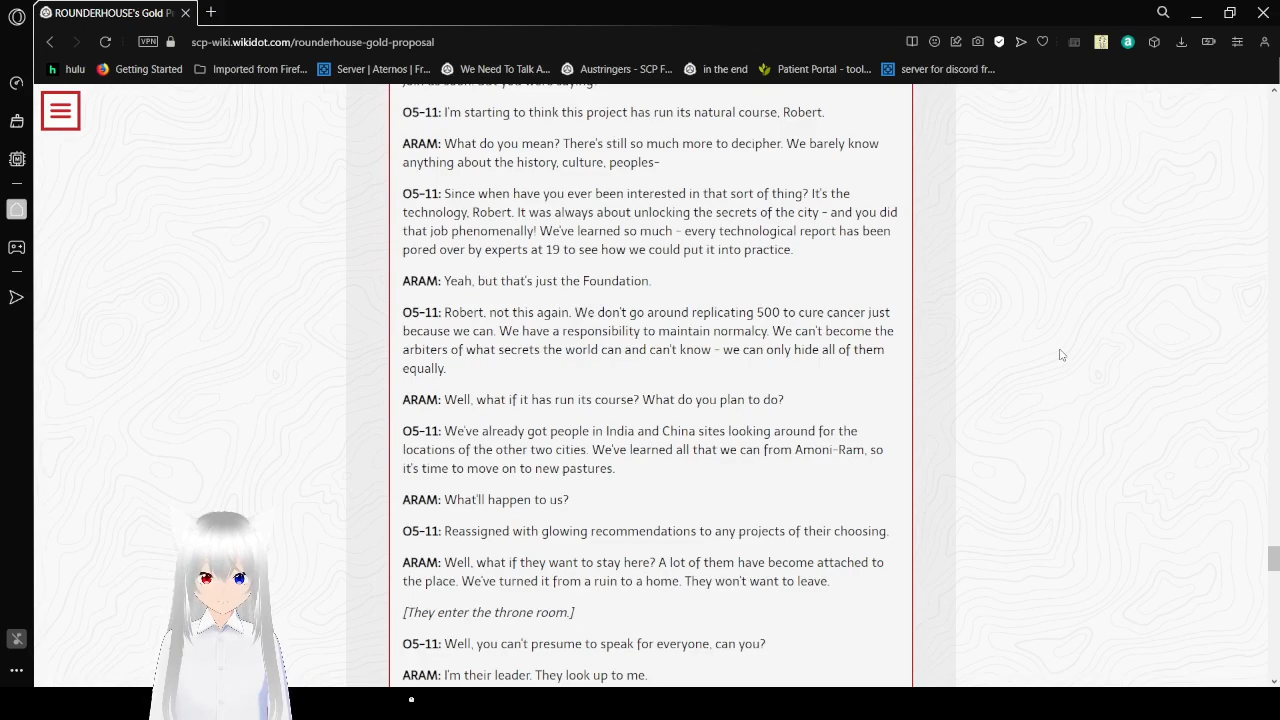 ROUNDERHOUSE's Gold P
scp-wiki.wikidot.com/rounderhouse-gold-proposal
VPN
hulu
Getting Started
Imported from Firef...
Server | Aternos | Fr...
We Need To Talk A...
Austringers - SCP F...
in the end
Patient Portal - tool...
server for discord fr...
O5-11: I'm starting to think this project has run its natural course, Robert.
ARAM: What do you mean? There's still so much more to decipher. We barely know
anything about the history, culture, peoples-
O5-11: Since when have you ever been interested in that sort of thing? It's the
technology, Robert. It was always about unlocking the secrets of the city - and you did
that job phenomenally! We've learned so much - every technological report has been
pored over by experts at 19 to see how we could put it into practice.
ARAM: Yeah, but that's just the Foundation.
O5-11: Robert, not this again. We don't go around replicating 500 to cure cancer just
because we can. We have a responsibility to maintain normalcy. We can't become the
arbiters of what secrets the world can and can't know - we can only hide all of them
equally.
ARAM: Well, what if it has run its course? What do you plan to do?
O5-11: We've already got people in India and China sites looking around for the
locations of the other two cities. We've learned all that we can from Amoni-Ram, so
it's time to move on to new pastures.
ARAM: What'll happen to us?
O5-11: Reassigned with glowing recommendations to any projects of their choosing.
ARAM: Well, what if they want to stay here? A lot of them have become attached to
the place. We've turned it from a ruin to a home. They won't want to leave.
[They enter the throne room.]
O5-11: Well, you can't presume to speak for everyone, can you?
ARAM: I'm their leader. They look up to me.